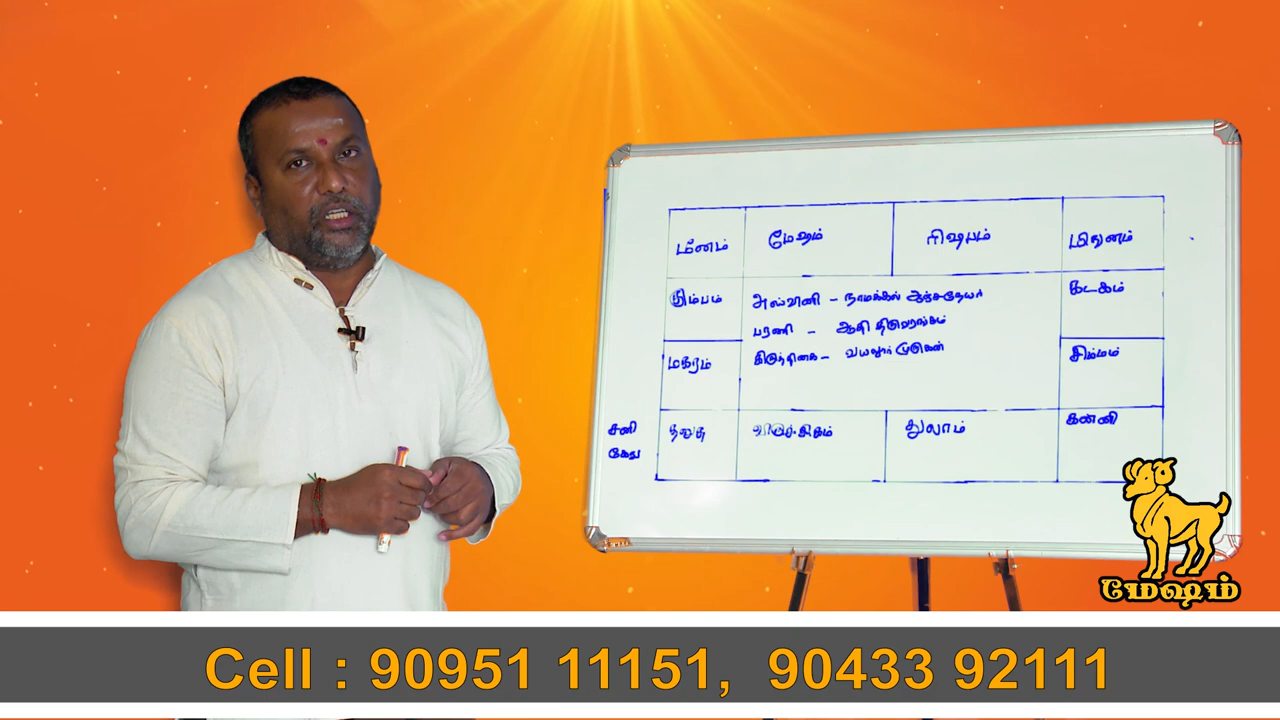 மீனம் மேஷம் ரிஷபம் மிதுனம்
கும்பம் அஸ்வினி - நாமக்கல் ஆஞ்சநேயர் கடகம்
பரணி - ஆதி திருவரங்கம்
மகரம் கிருத்திகை - வயலூர் முருகன் சிம்மம்
சனி தனுசு விருச்சிகம் துலாம் கன்னி
கேது
மேஷம்
Cell : 90951 11151, 90433 92111